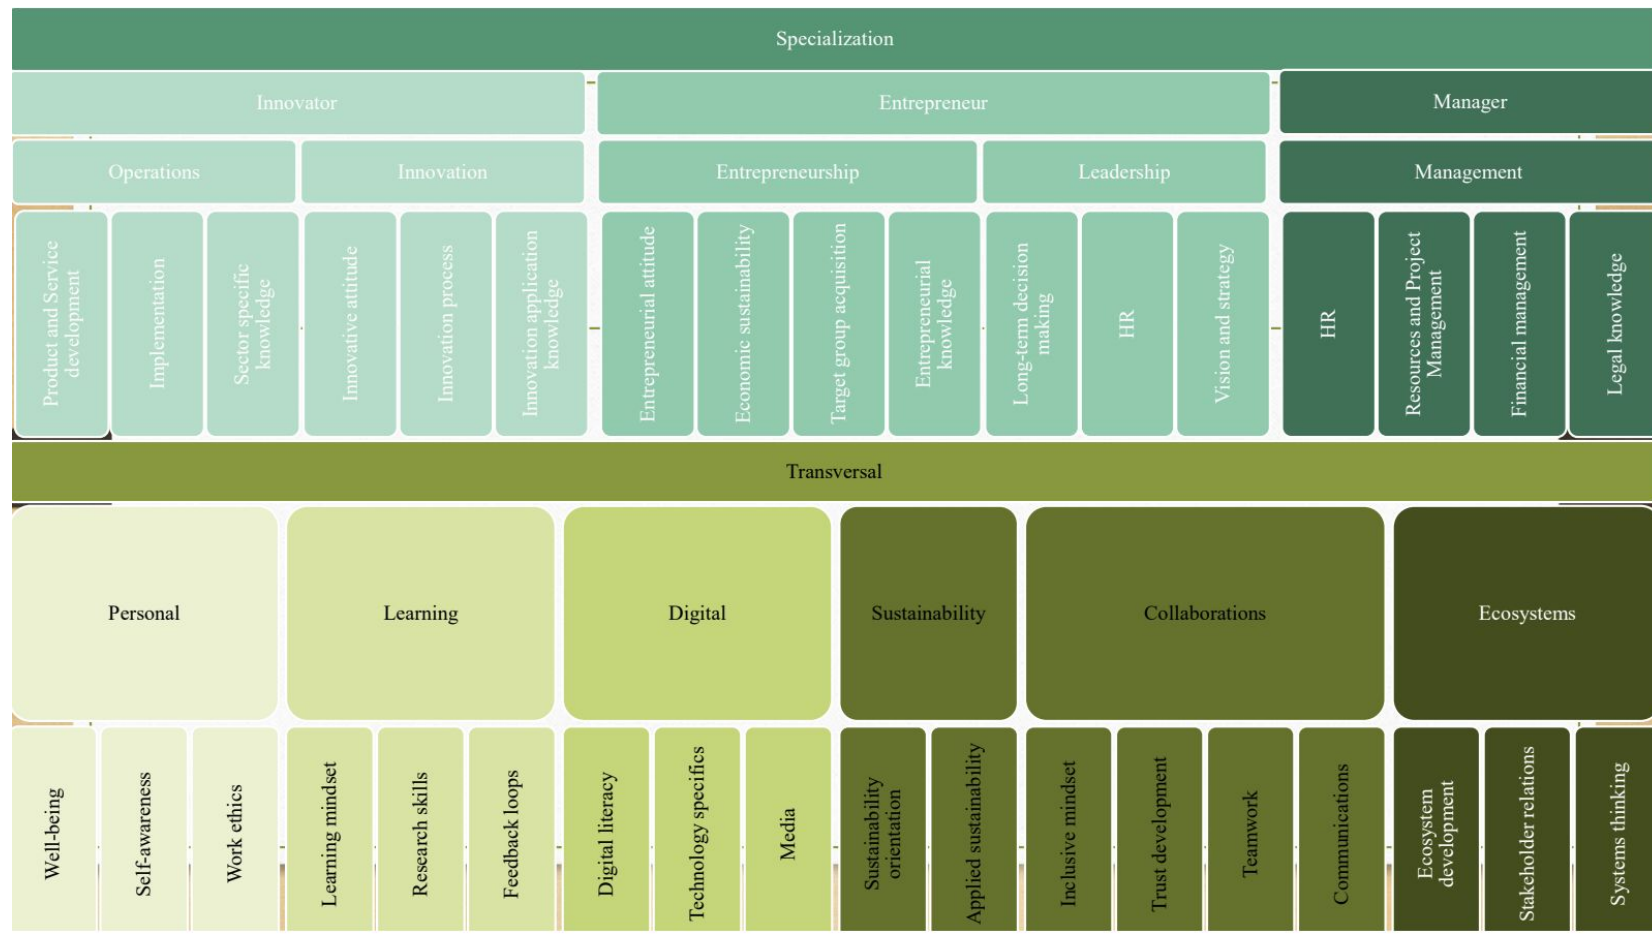 Specialization
Innovator
Entrepreneur
Manager
Operations
Innovation
Entrepreneurship
Leadership
Management
Product and Service
development
Implementation
Sector specific
knowledge
Innovative attitude
Innovation process
Innovation application
knowledge
Entrepreneurial attitude
Economic sustainability
Target group acquisition
Entrepreneurial
knowledge
Long-term decision
making
HR
Vision and strategy
HR
Resources and Project
Management
Financial management
Legal knowledge
Transversal
Personal
Learning
Digital
Sustainability
Collaborations
Ecosystems
Well-being
Self-awareness
Work ethics
Learning mindset
Research skills
Feedback loops
Digital literacy
Technology specifics
Media
Sustainability
orientation
Applied sustainability
Inclusive mindset
Trust development
Teamwork
Communications
Ecosystem
development
Stakeholder relations
Systems thinking